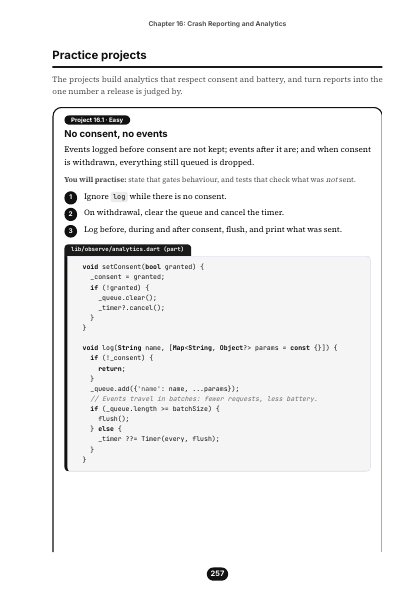 Chapter 16: Crash Reporting and Analytics
Practice projects
The projects build analytics that respect consent and battery, and turn reports into the
one number a release is judged by.
Project 16.1 · Easy
No consent, no events
Events logged before consent are not kept; events after it are; and when consent
is withdrawn, everything still queued is dropped.
You will practise: state that gates behaviour, and tests that check what was not sent.
1 Ignore log while there is no consent.
2 On withdrawal, clear the queue and cancel the timer.
3 Log before, during and after consent, flush, and print what was sent.
lib/observe/analytics.dart (part)
void setConsent(bool granted) {
  _consent = granted;
  if (!granted) {
    _queue.clear();
    _timer?.cancel();
  }
}
void log(String name, [Map<String, Object?> params = const {}]) {
  if (!_consent) {
    return;
  }
  _queue.add({'name': name, ...params});
  // Events travel in batches: fewer requests, less battery.
  if (_queue.length >= batchSize) {
    flush();
  } else {
    _timer ??= Timer(every, flush);
  }
}
257